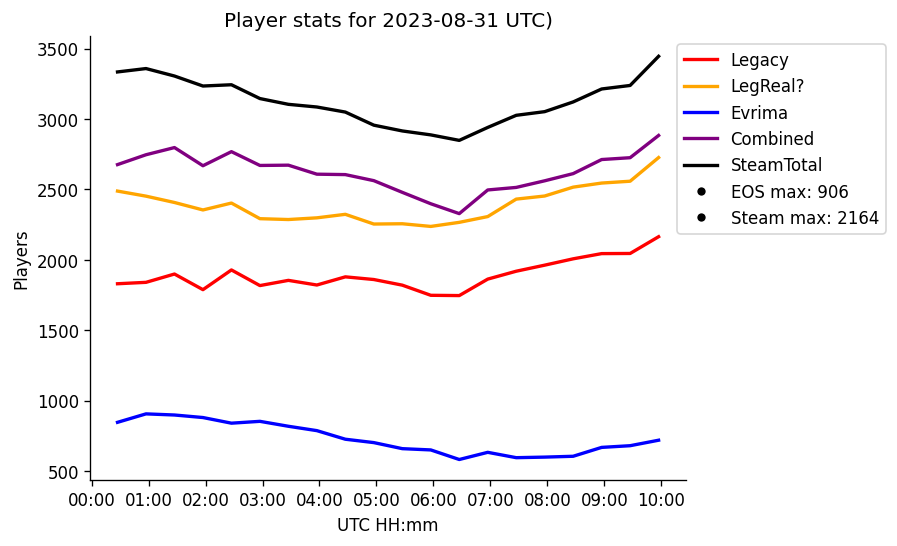 Player stats for 2023-08-31 UTC)
3500
3000
2500
2000
1500
1000
500
Players
00:00 01:00 02:00 03:00 04:00 05:00 06:00 07:00 08:00 09:00 10:00
UTC HH:mm
Legacy
LegReal?
Evrima
Combined
SteamTotal
EOS max: 906
Steam max: 2164